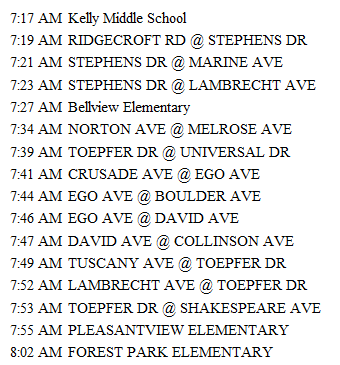 7:17 AM Kelly Middle School
7:19 AM RIDGECROFT RD @ STEPHENS DR
7:21 AM STEPHENS DR @ MARINE AVE
7:23 AM STEPHENS DR @ LAMBRECHT AVE
7:27 AM Bellview Elementary
7:34 AM NORTON AVE @ MELROSE AVE
7:39 AM TOEPFER DR @ UNIVERSAL DR
7:41 AM CRUSADE AVE @ EGO AVE
7:44 AM EGO AVE @ BOULDER AVE
7:46 AM EGO AVE @ DAVID AVE
7:47 AM DAVID AVE @ COLLINSON AVE
7:49 AM TUSCANY AVE @ TOEPFER DR
7:52 AM LAMBRECHT AVE @ TOEPFER DR
7:53 AM TOEPFER DR @ SHAKESPEARE AVE
7:55 AM PLEASANTVIEW ELEMENTARY
8:02 AM FOREST PARK ELEMENTARY